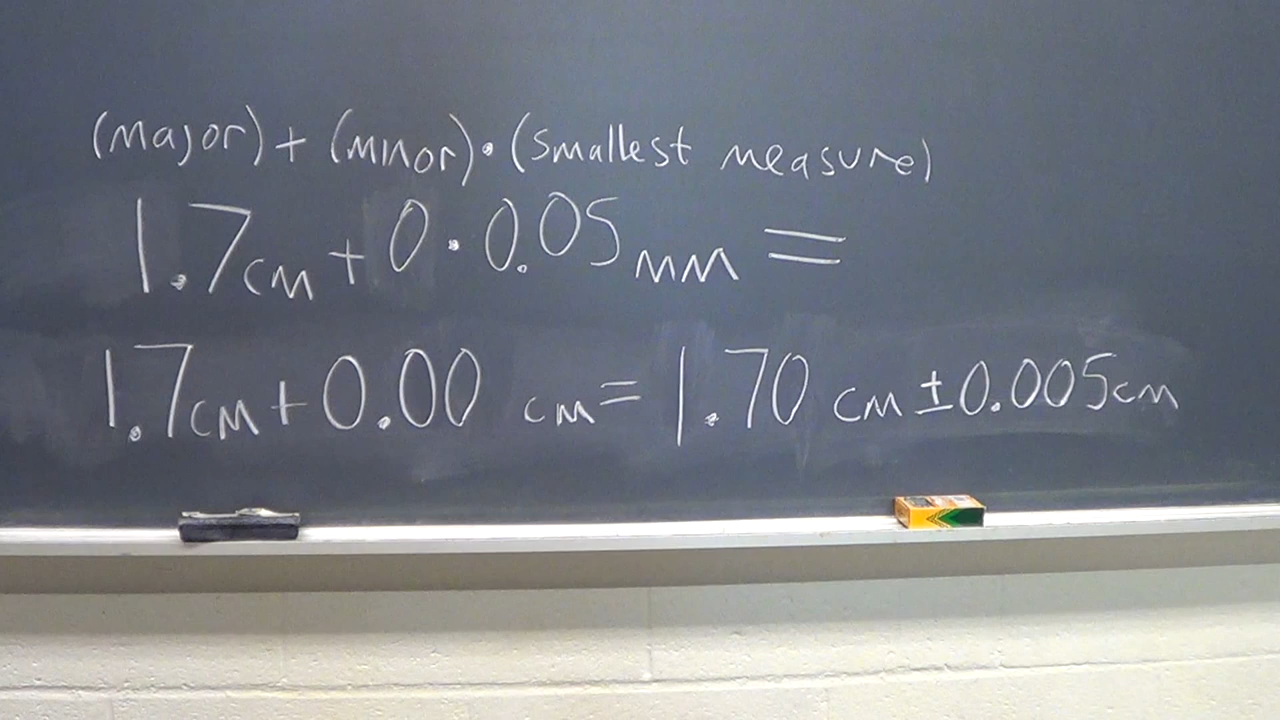 (major) + (minor) · (smallest measure)
1.7cm + 0 · 0.05mm =
1.7cm + 0.00 cm = 1.70 cm ± 0.005cm